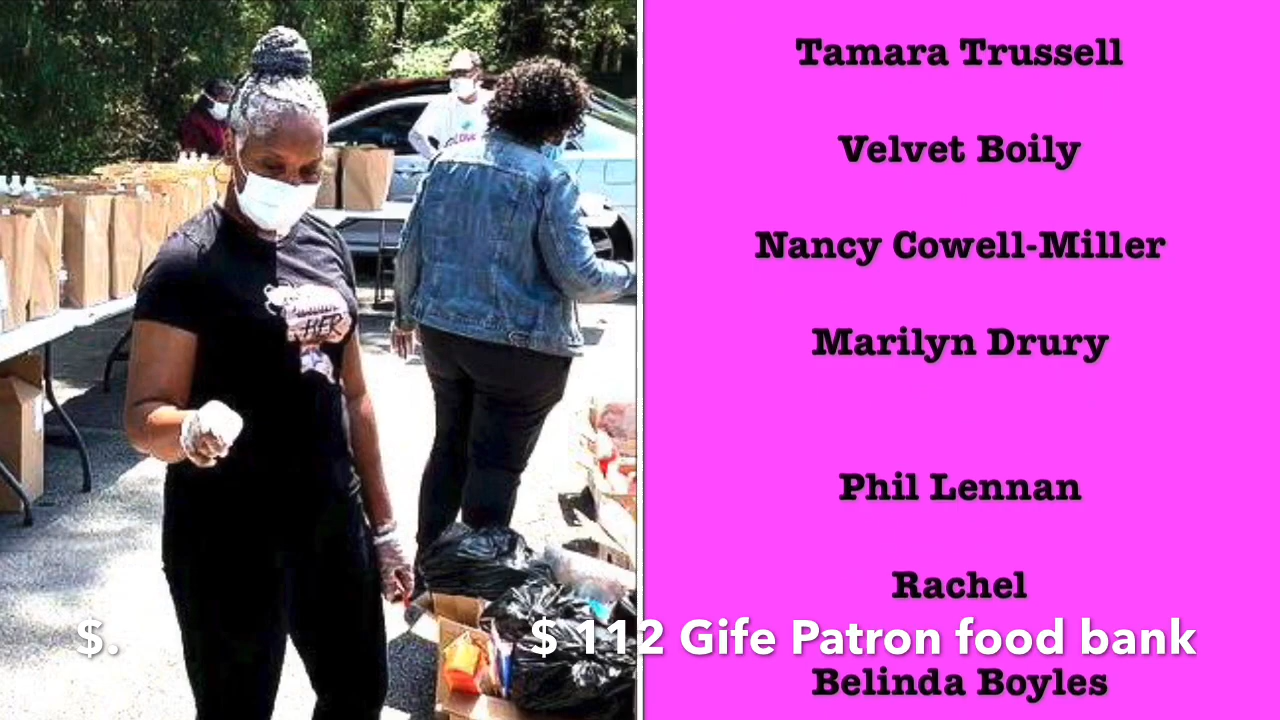 Tamara Trussell
Velvet Boily
Nancy Cowell-Miller
Marilyn Drury
Phil Lennan
Rachel
$. $ 112 Gife Patron food bank
Belinda Boyles
HER